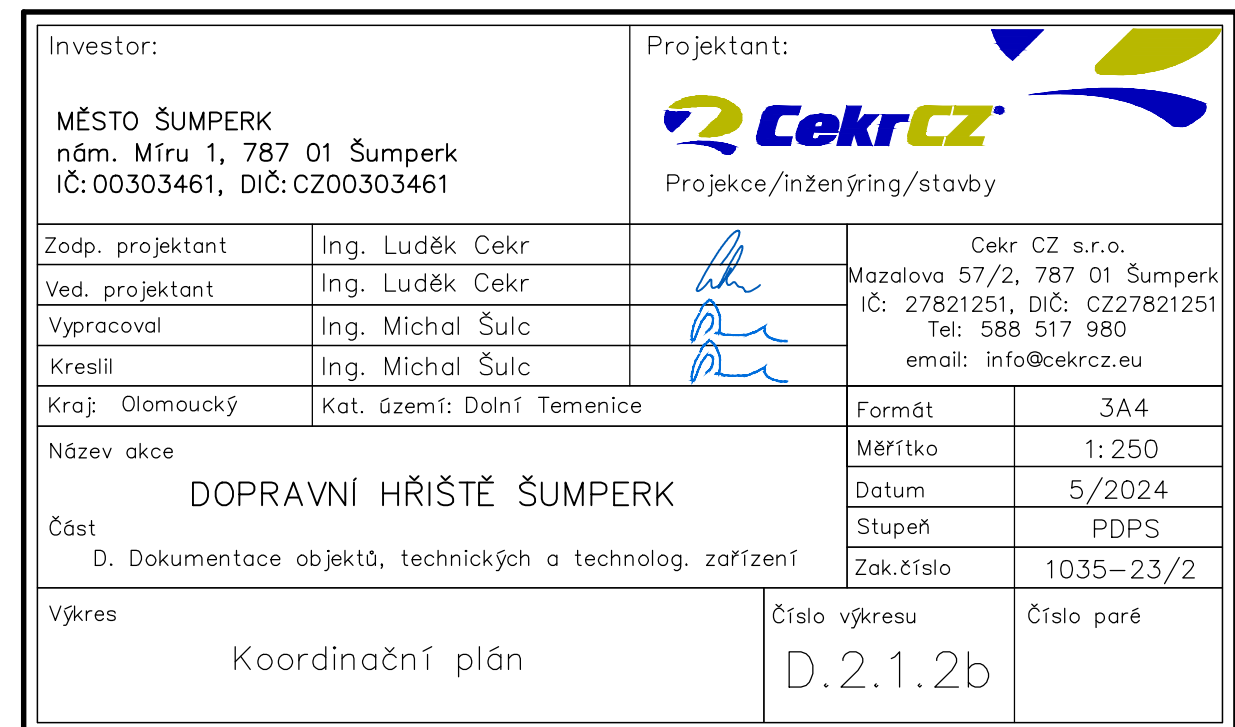 Investor:
MĚSTO ŠUMPERK
nám. Míru 1, 787 01 Šumperk
IČ:00303461, DIČ:CZ00303461
Projektant:
CekrCZ
Projekce/inženýring/stavby
Zodp. projektant Ing. Luděk Cekr
Ved. projektant Ing. Luděk Cekr
Vypracoval Ing. Michal Šulc
Kreslil Ing. Michal Šulc
Cekr CZ s.r.o.
Mazalova 57/2, 787 01 Šumperk
IČ: 27821251, DIČ: CZ27821251
Tel: 588 517 980
email: info@cekrcz.eu
Kraj: Olomoucký Kat. území: Dolní Temenice
Formát 3A4
Měřítko 1:250
Datum 5/2024
Stupeň PDPS
Zak.číslo 1035-23/2
Název akce
DOPRAVNÍ HŘIŠTĚ ŠUMPERK
Část
D. Dokumentace objektů, technických a technolog. zařízení
Výkres
Koordinační plán
Číslo výkresu
D.2.1.2b
Číslo paré